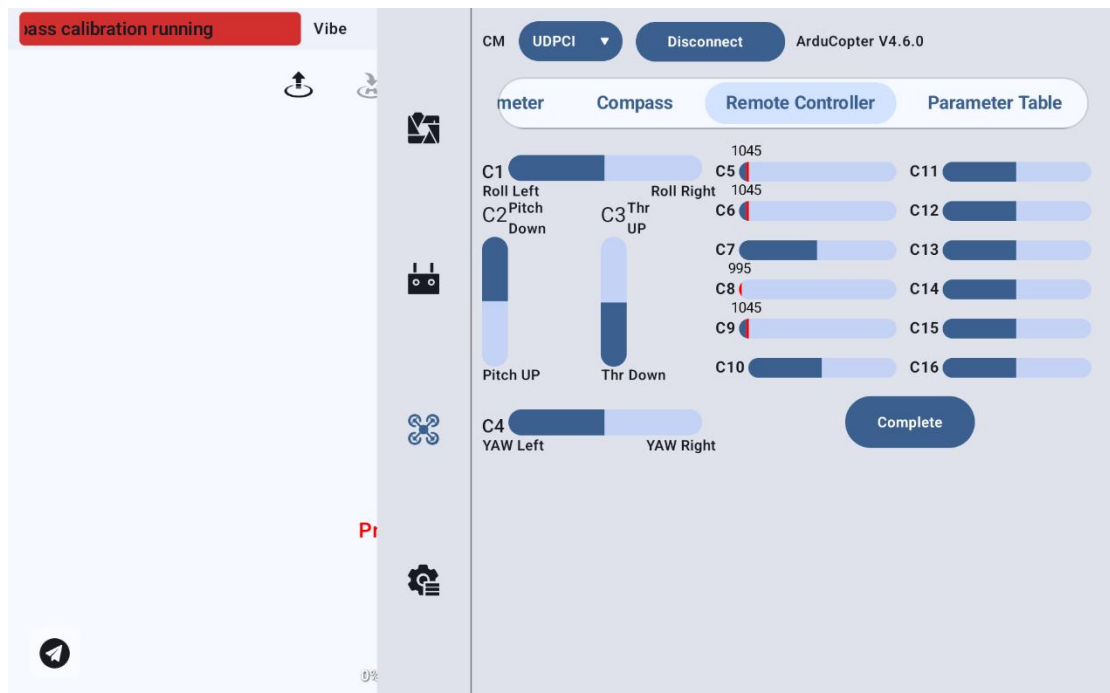 pass calibration running
Vibe
CM UDPCI Disconnect ArduCopter V4.6.0
meter Compass Remote Controller Parameter Table
C1
Roll Left Roll Right
C2 Pitch Down
Pitch UP
C3 Thr UP
Thr Down
C4
YAW Left YAW Right
1045
C5
1045
C6
C7
995
C8
1045
C9
C10
C11
C12
C13
C14
C15
C16
Complete
Pr
0%